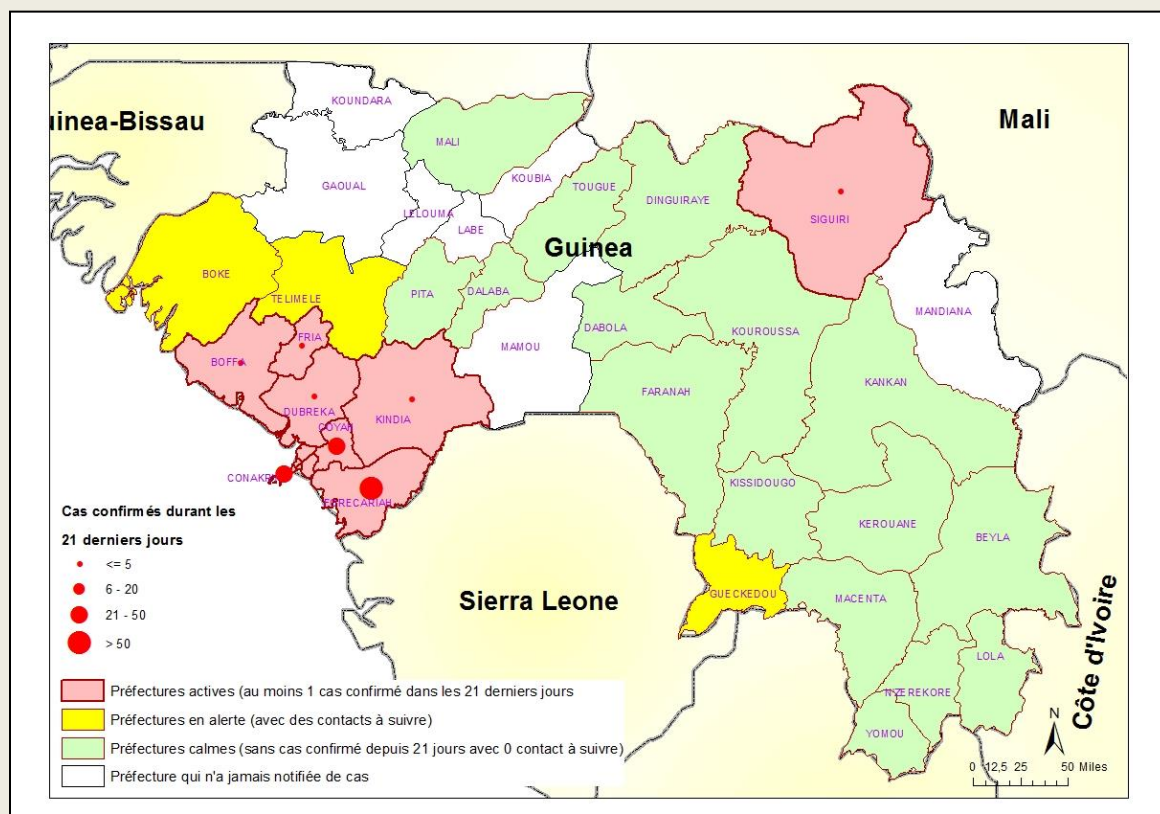 uinea-Bissau
Mali
KOUNDARA
MALI
KOUBIA
GAOUAL
TOUGUE
DINGUIRAYE
LELOUMA
LABE
SIGUIRI
Guinea
BOKE
TELIMELE
PITA
DALABA
MANDIANA
FRIA
DABOLA
KOUROUSSA
BOFFA
MAMOU
KANKAN
FARANAH
DUBREKA
KINDIA
COYAH
CONAKR
KISSIDOUGO
RECARIAH
KEROUANE
BEYLA
Cas confirmés durant les
21 derniers jours
<= 5
6 - 20
21 - 50
> 50
Sierra Leone
GUECKEDOU
MACENTA
LOLA
Côte d'Ivoire
N'ZEREKORE
YOMOU
N
0 12,5 25 50 Miles
Préfectures actives (au moins 1 cas confirmé dans les 21 derniers jours
Préfectures en alerte (avec des contacts à suivre)
Préfectures calmes (sans cas confirmé depuis 21 jours avec 0 contact à suivre)
Préfecture qui n'a jamais notifiée de cas